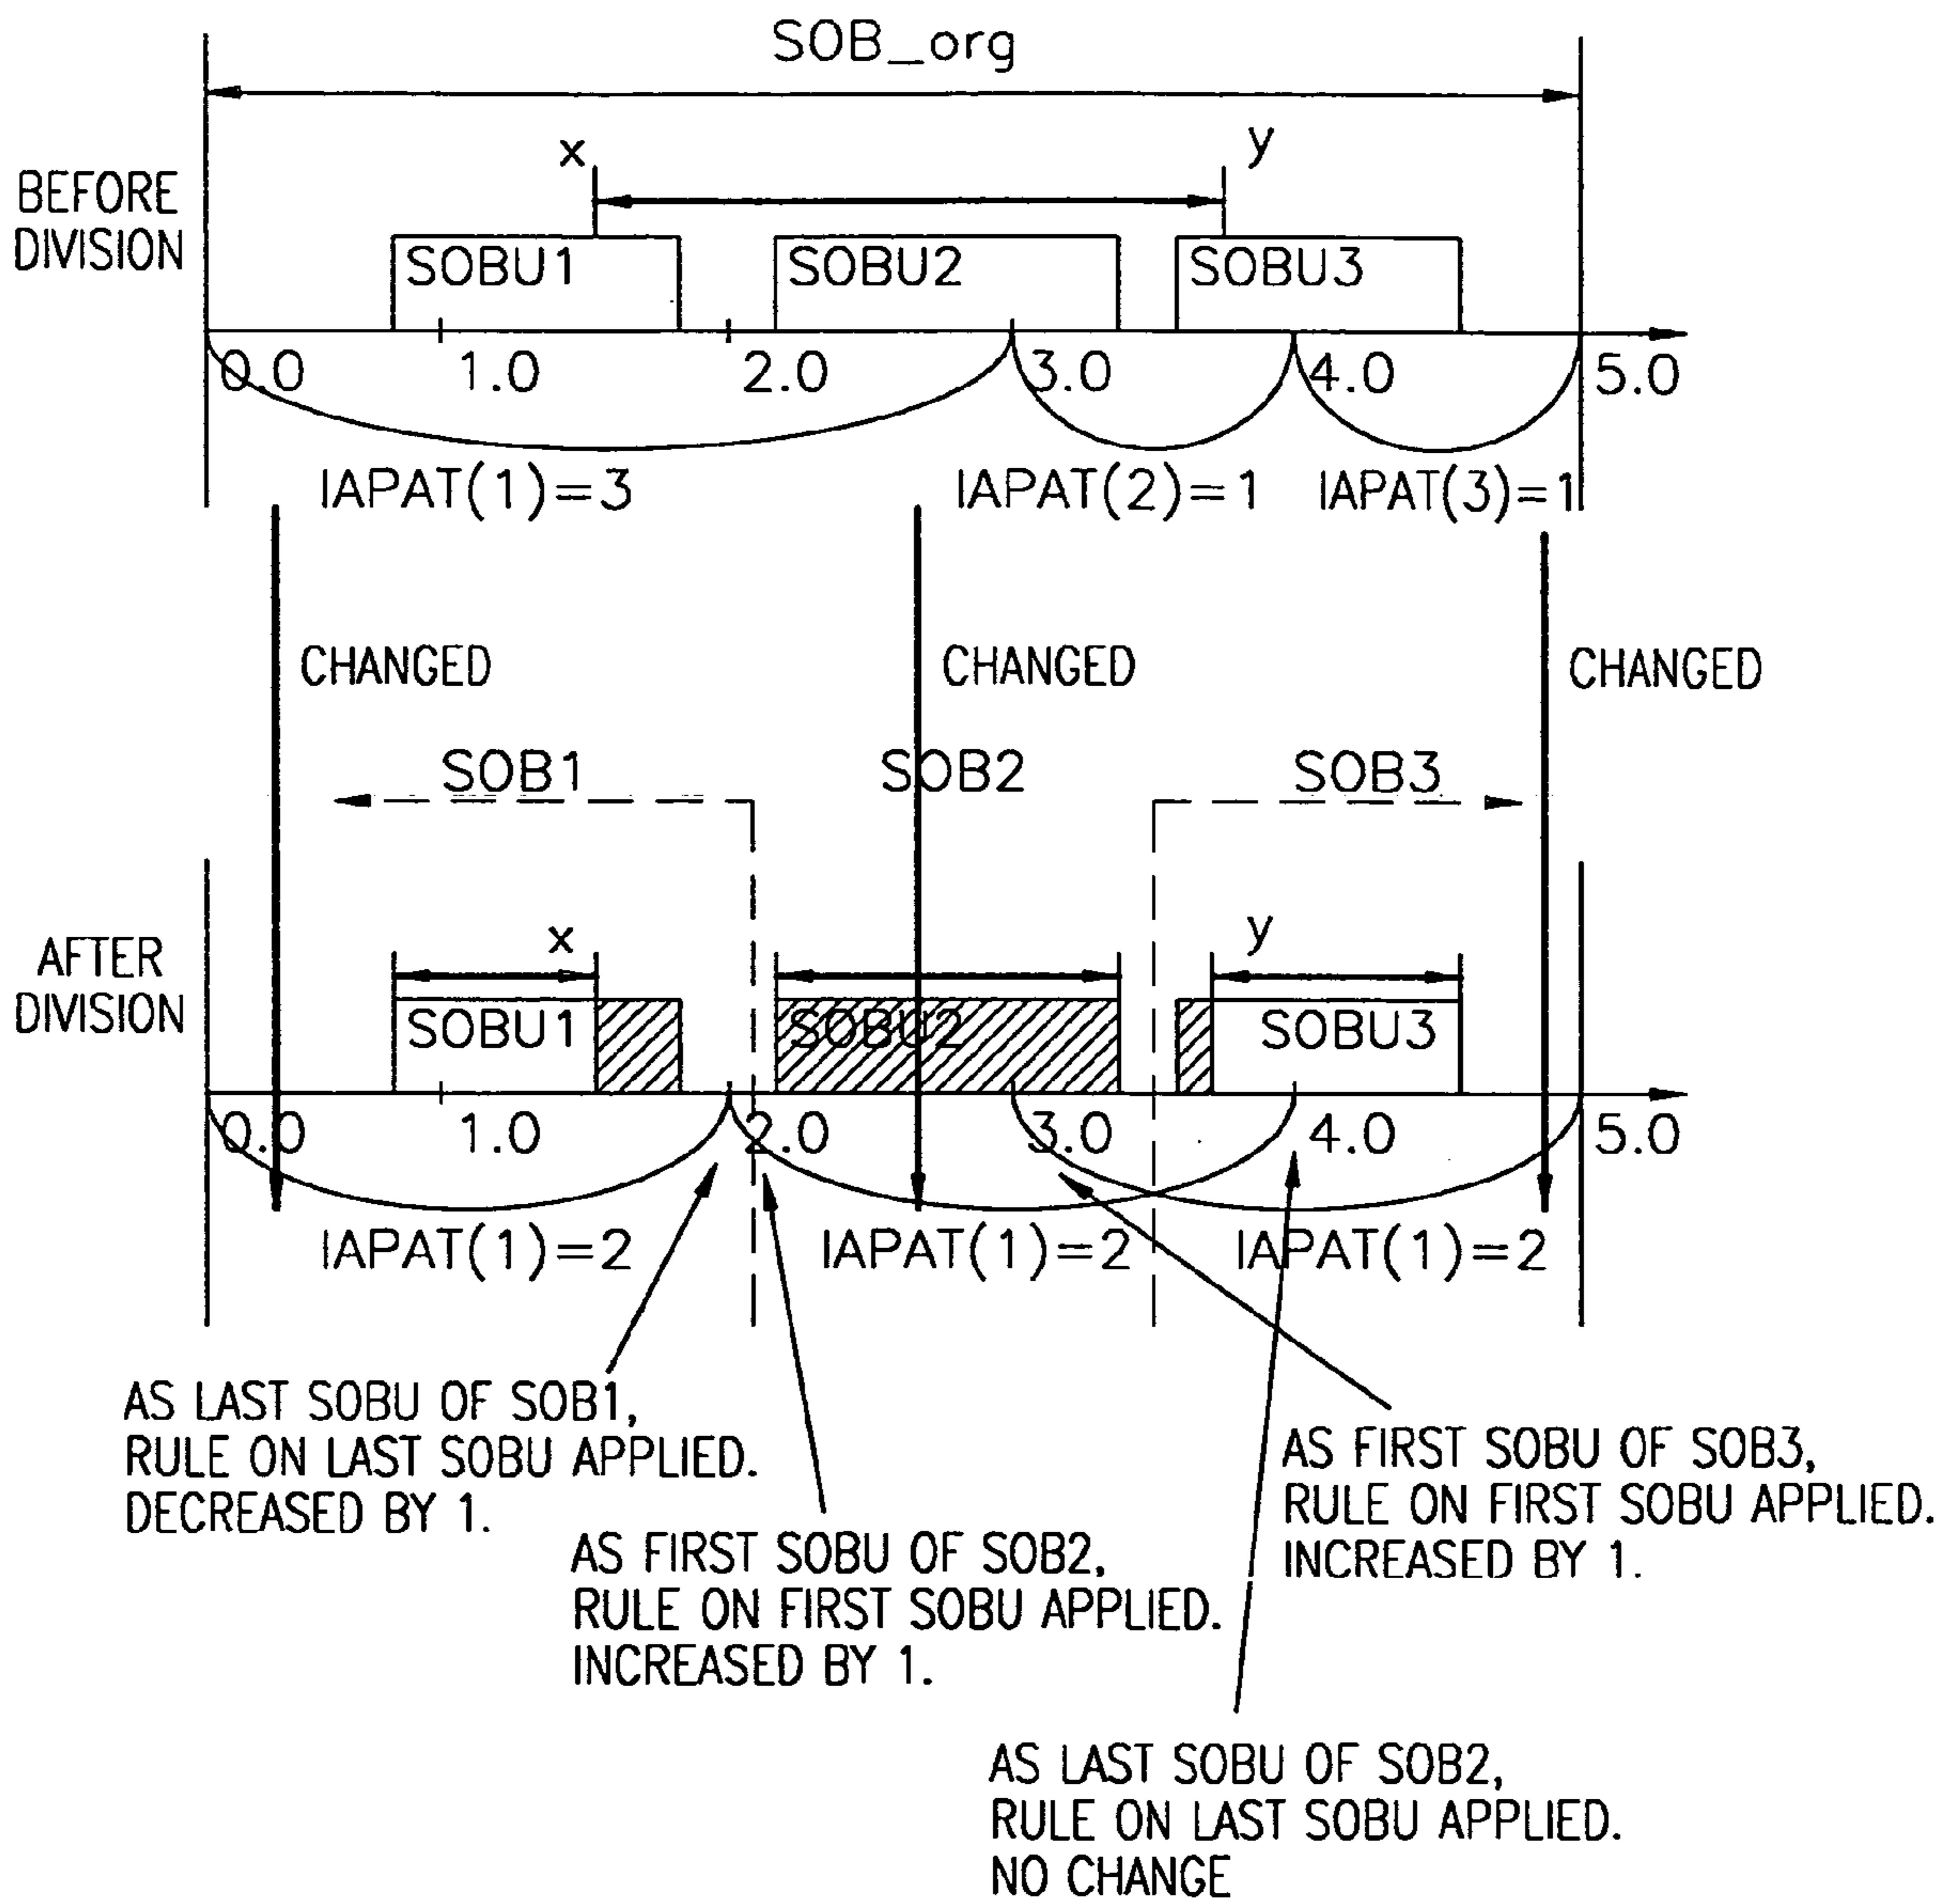 SOB_org
x
y
BEFORE
DIVISION
SOBU1
SOBU2
SOBU3
0.0
1.0
2.0
3.0
4.0
5.0
IAPAT(1)=3
IAPAT(2)=1
IAPAT(3)=1
CHANGED
CHANGED
CHANGED
SOB1
SOB2
SOB3
x
y
AFTER
DIVISION
SOBU1
SOBU2
SOBU3
0.0
1.0
2.0
3.0
4.0
5.0
IAPAT(1)=2
IAPAT(1)=2
IAPAT(1)=2
AS LAST SOBU OF SOB1,
RULE ON LAST SOBU APPLIED.
DECREASED BY 1.
AS FIRST SOBU OF SOB2,
RULE ON FIRST SOBU APPLIED.
INCREASED BY 1.
AS FIRST SOBU OF SOB3,
RULE ON FIRST SOBU APPLIED.
INCREASED BY 1.
AS LAST SOBU OF SOB2,
RULE ON LAST SOBU APPLIED.
NO CHANGE